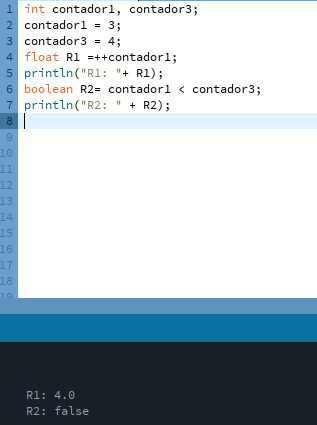 1 int contador1, contador3;
2 contador1 = 3;
3 contador3 = 4;
4 float R1 =++contador1;
5 println("R1: "+ R1);
6 boolean R2= contador1 < contador3;
7 println("R2: " + R2);
8
9
10
11
12
13
14
15
16
17
18
19
R1: 4.0
R2: false